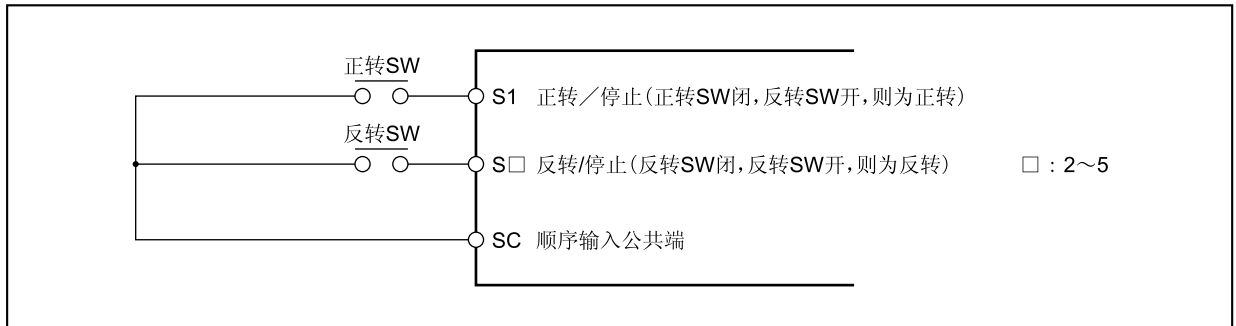 正转SW
S1 正转／停止(正转SW闭,反转SW开,则为正转)
反转SW
S□ 反转/停止(反转SW闭,反转SW开,则为反转) □：2～5
SC 顺序输入公共端